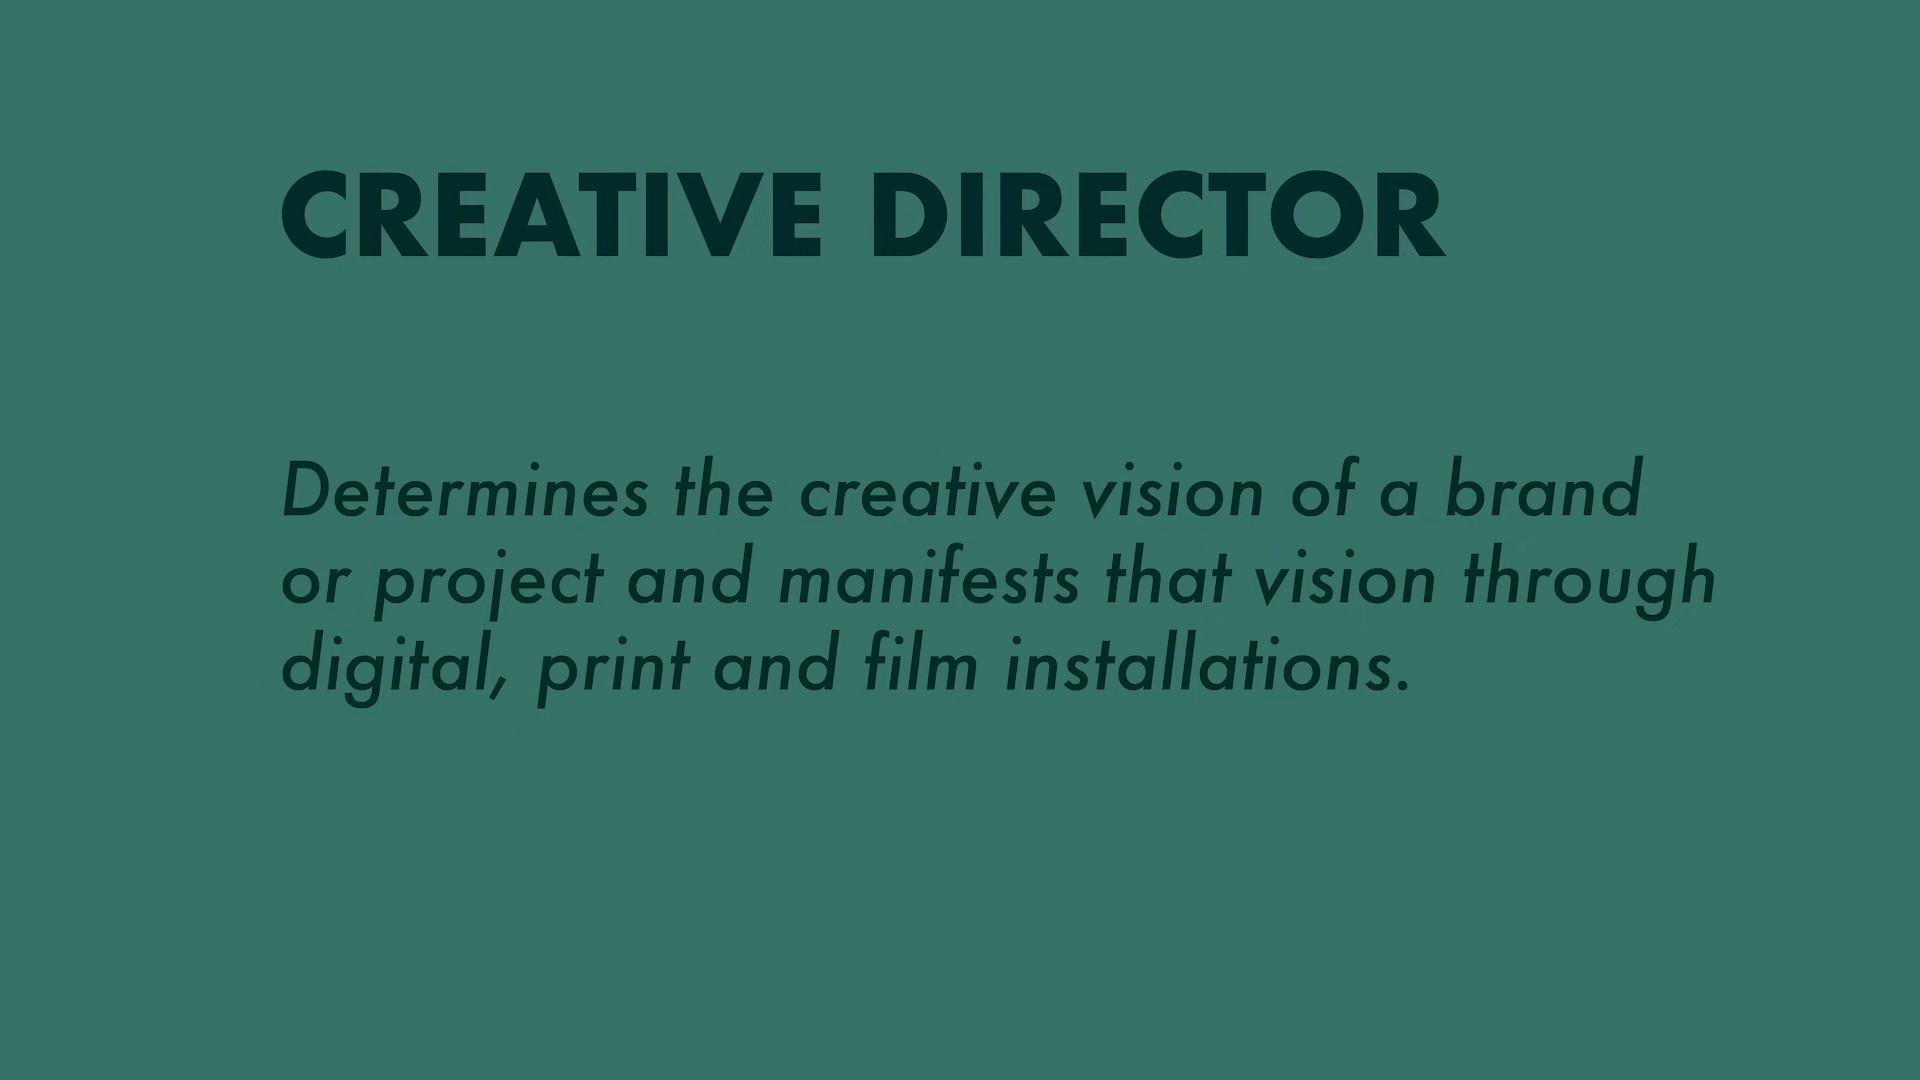 CREATIVE DIRECTOR
Determines the creative vision of a brand
or project and manifests that vision through
digital, print and film installations.